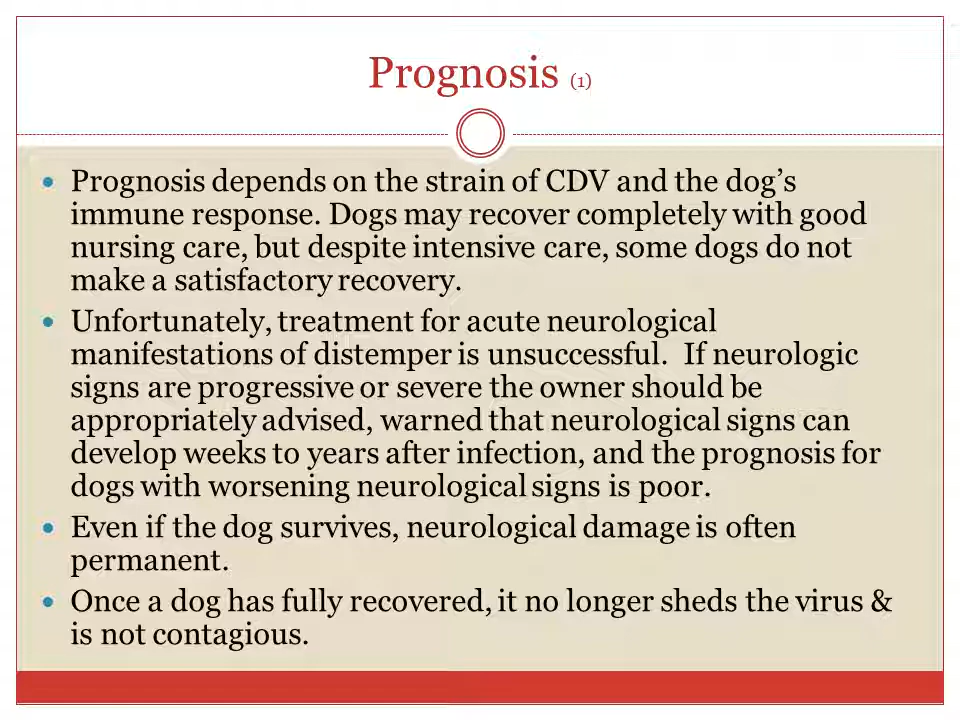 Prognosis (1)
• Prognosis depends on the strain of CDV and the dog’s
immune response. Dogs may recover completely with good
nursing care, but despite intensive care, some dogs do not
make a satisfactory recovery.
• Unfortunately, treatment for acute neurological
manifestations of distemper is unsuccessful.  If neurologic
signs are progressive or severe the owner should be
appropriately advised, warned that neurological signs can
develop weeks to years after infection, and the prognosis for
dogs with worsening neurological signs is poor.
• Even if the dog survives, neurological damage is often
permanent.
• Once a dog has fully recovered, it no longer sheds the virus &
is not contagious.